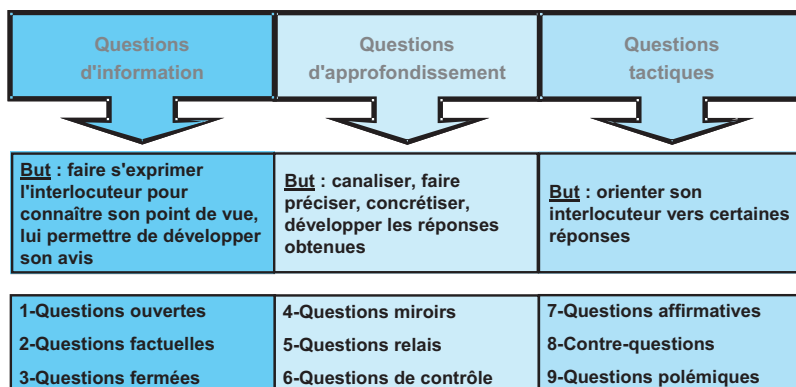 Questions
d'information
Questions
d'approfondissement
Questions
tactiques
But : faire s'exprimer
l'interlocuteur pour
connaître son point de vue,
lui permettre de développer
son avis
But : canaliser, faire
préciser, concrétiser,
développer les réponses
obtenues
But : orienter son
interlocuteur vers certaines
réponses
1-Questions ouvertes
2-Questions factuelles
3-Questions fermées
4-Questions miroirs
5-Questions relais
6-Questions de contrôle
7-Questions affirmatives
8-Contre-questions
9-Questions polémiques